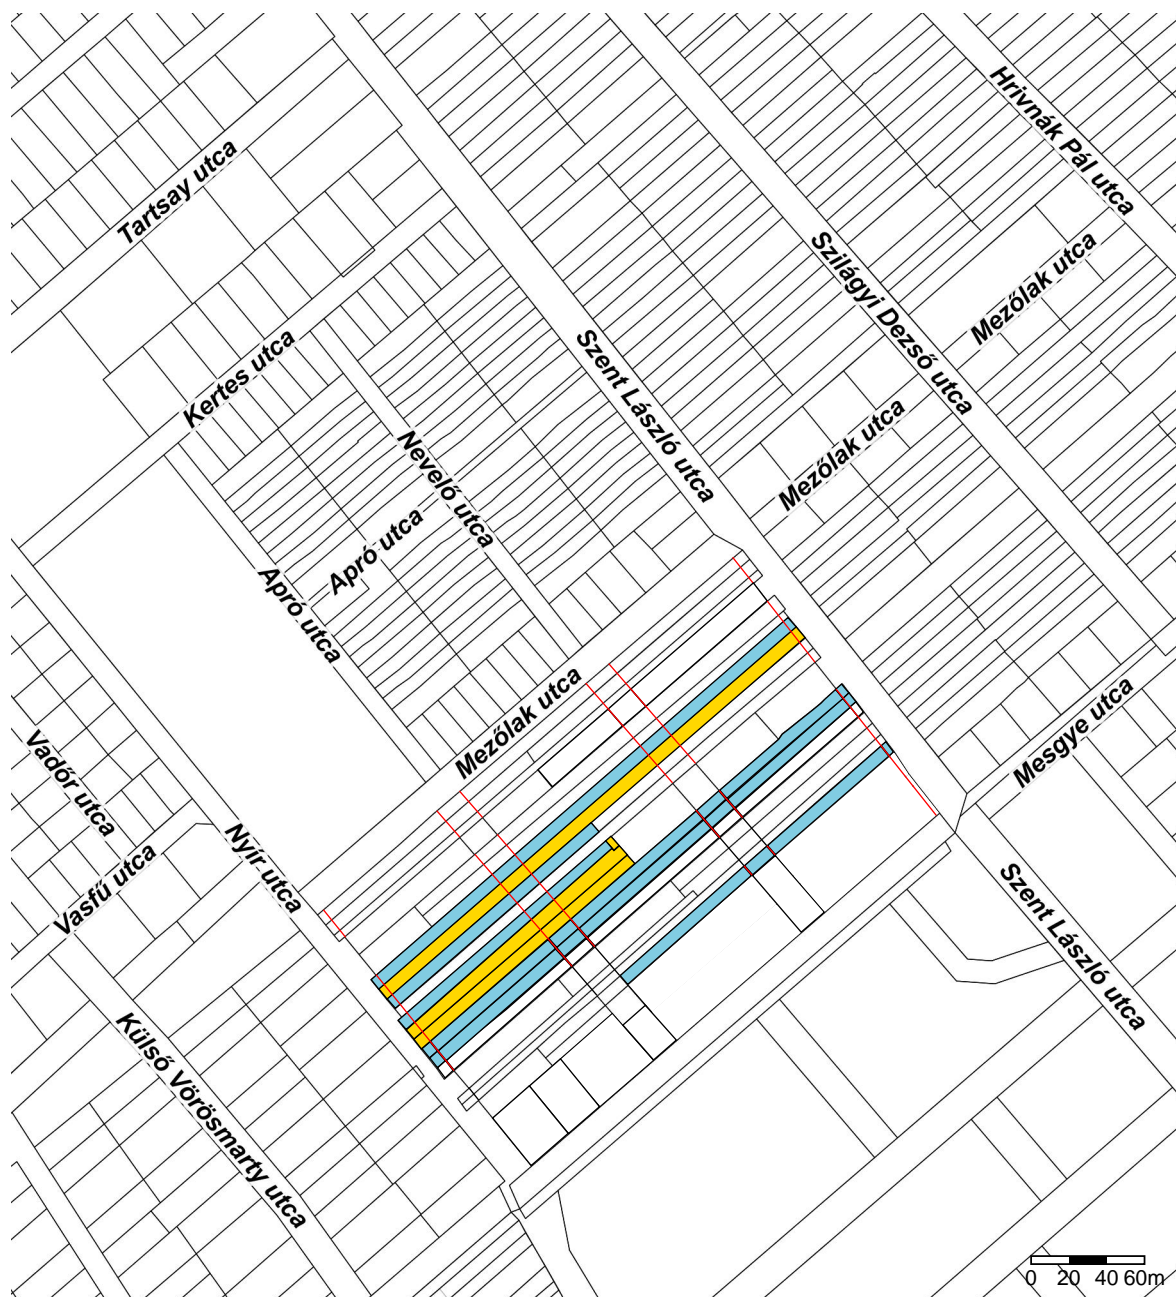 Hrivnák Pál utca
Tartsay utca
Mezőlak utca
Szilágyi Dezső utca
Kertes utca
Szent László utca
Mezőlak utca
Nevelő utca
Apró utca
Apró utca
Mezőlak utca
Mesgye utca
Vadőr utca
Nyír utca
Vasfű utca
Szent László utca
Külső Vörösmarty utca
0 20 40 60m